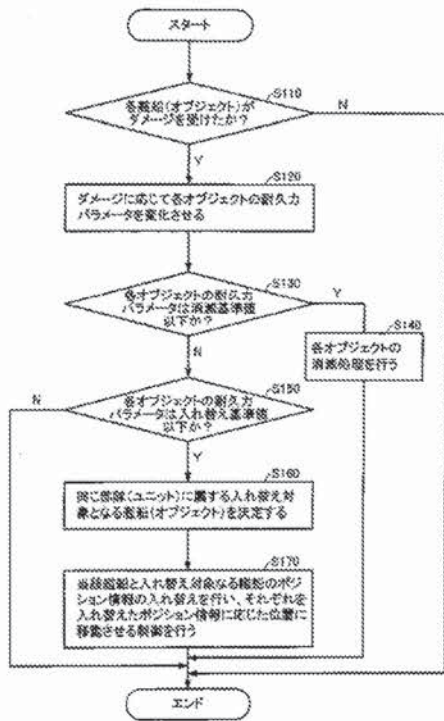 スタート
S110
各艦船(オブジェクト)が
ダメージを受けたか?
N
Y
S120
ダメージに応じて各オブジェクトの耐久力
パラメータを変化させる
S130
各オブジェクトの耐久力
パラメータは消滅基準値
以下か?
Y
N
S140
各オブジェクトの
消滅処理を行う
S150
各オブジェクトの耐久力
パラメータは入れ替え基準値
以下か?
N
Y
S160
同じ部隊(ユニット)に属する入れ替え対
象となる艦船(オブジェクト)を決定する
S170
当該艦船と入れ替え対象なる艦船のポジ
ション情報の入れ替えを行い、それぞれを
入れ替えたポジション情報に応じた位置に
移動させる制御を行う
エンド